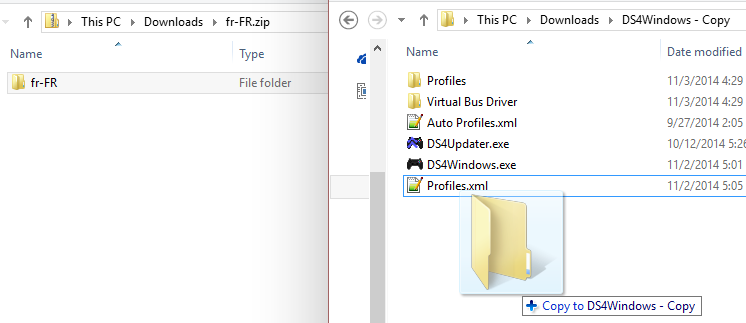 This PC Downloads fr-FR.zip
Name Type
fr-FR File folder
This PC Downloads DS4Windows - Copy
Name Date modified
Profiles 11/3/2014 4:29
Virtual Bus Driver 11/3/2014 4:29
Auto Profiles.xml 9/27/2014 2:05
DS4Updater.exe 10/12/2014 5:26
DS4Windows.exe 11/2/2014 5:01
Profiles.xml 11/2/2014 5:05
Copy to DS4Windows - Copy